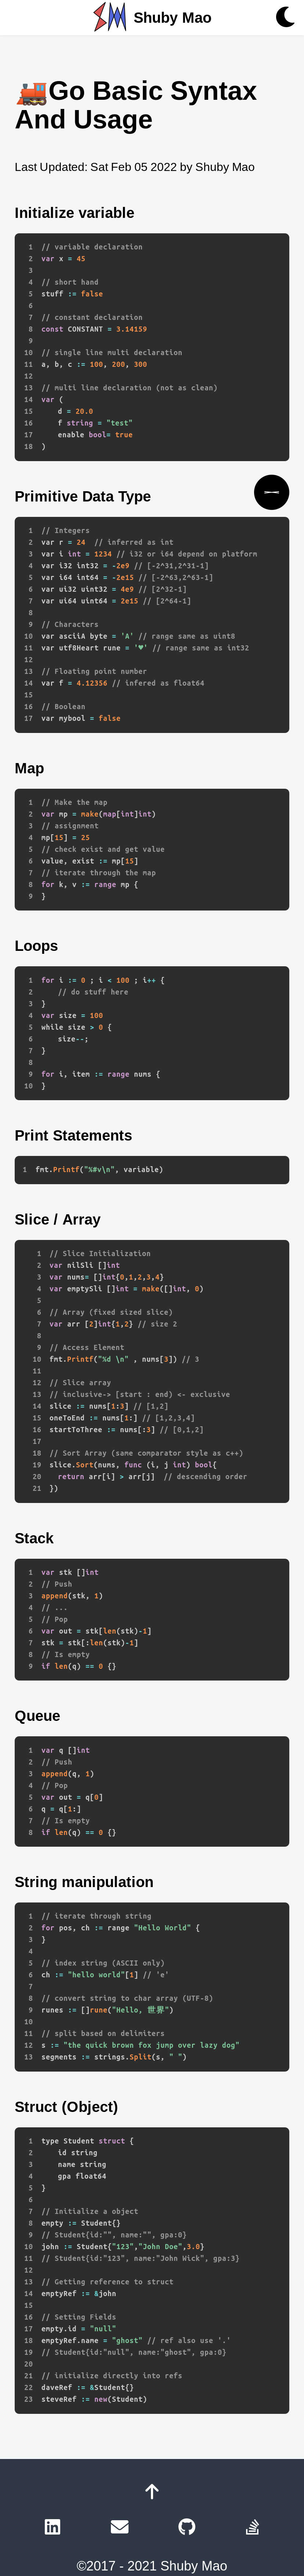 Shuby Mao
🚂Go Basic Syntax
And Usage
Last Updated: Sat Feb 05 2022 by Shuby Mao
Initialize variable
1 // variable declaration
2 var x = 45
3
4 // short hand
5 stuff := false
6
7 // constant declaration
8 const CONSTANT = 3.14159
9
10 // single line multi declaration
11 a, b, c := 100, 200, 300
12
13 // multi line declaration (not as clean)
14 var (
15 d = 20.0
16 f string = "test"
17 enable bool= true
18 )
Primitive Data Type
1 // Integers
2 var r = 24  // inferred as int
3 var i int = 1234 // i32 or i64 depend on platform
4 var i32 int32 = -2e9 // [-2^31,2^31-1]
5 var i64 int64 = -2e15 // [-2^63,2^63-1]
6 var ui32 uint32 = 4e9 // [2^32-1]
7 var ui64 uint64 = 2e15 // [2^64-1]
8
9 // Characters
10 var asciiA byte = 'A' // range same as uint8
11 var utf8Heart rune = '♥' // range same as int32
12
13 // Floating point number
14 var f = 4.12356 // infered as float64
15
16 // Boolean
17 var mybool = false
Map
1 // Make the map
2 var mp = make(map[int]int)
3 // assignment
4 mp[15] = 25
5 // check exist and get value
6 value, exist := mp[15]
7 // iterate through the map
8 for k, v := range mp {
9 }
Loops
1 for i := 0 ; i < 100 ; i++ {
2 // do stuff here
3 }
4 var size = 100
5 while size > 0 {
6 size--;
7 }
8
9 for i, item := range nums {
10 }
Print Statements
1 fmt.Printf("%#v\n", variable)
Slice / Array
1 // Slice Initialization
2 var nilSli []int
3 var nums= []int{0,1,2,3,4}
4 var emptySli []int = make([]int, 0)
5
6 // Array (fixed sized slice)
7 var arr [2]int{1,2} // size 2
8
9 // Access Element
10 fmt.Printf("%d \n" , nums[3]) // 3
11
12 // Slice array
13 // inclusive-> [start : end) <- exclusive
14 slice := nums[1:3] // [1,2]
15 oneToEnd := nums[1:] // [1,2,3,4]
16 startToThree := nums[:3] // [0,1,2]
17
18 // Sort Array (same comparator style as c++)
19 slice.Sort(nums, func (i, j int) bool{
20 return arr[i] > arr[j]  // descending order
21 })
Stack
1 var stk []int
2 // Push
3 append(stk, 1)
4 // ...
5 // Pop
6 var out = stk[len(stk)-1]
7 stk = stk[:len(stk)-1]
8 // Is empty
9 if len(q) == 0 {}
Queue
1 var q []int
2 // Push
3 append(q, 1)
4 // Pop
5 var out = q[0]
6 q = q[1:]
7 // Is empty
8 if len(q) == 0 {}
String manipulation
1 // iterate through string
2 for pos, ch := range "Hello World" {
3 }
4
5 // index string (ASCII only)
6 ch := "hello world"[1] // 'e'
7
8 // convert string to char array (UTF-8)
9 runes := []rune("Hello, 世界")
10
11 // split based on delimiters
12 s := "the quick brown fox jump over lazy dog"
13 segments := strings.Split(s, " ")
Struct (Object)
1 type Student struct {
2 id string
3 name string
4 gpa float64
5 }
6
7 // Initialize a object
8 empty := Student{}
9 // Student{id:"", name:"", gpa:0}
10 john := Student{"123","John Doe",3.0}
11 // Student{id:"123", name:"John Wick", gpa:3}
12
13 // Getting reference to struct
14 emptyRef := &john
15
16 // Setting Fields
17 empty.id = "null"
18 emptyRef.name = "ghost" // ref also use '.'
19 // Student{id:"null", name:"ghost", gpa:0}
20
21 // initialize directly into refs
22 daveRef := &Student{}
23 steveRef := new(Student)
©2017 - 2021 Shuby Mao